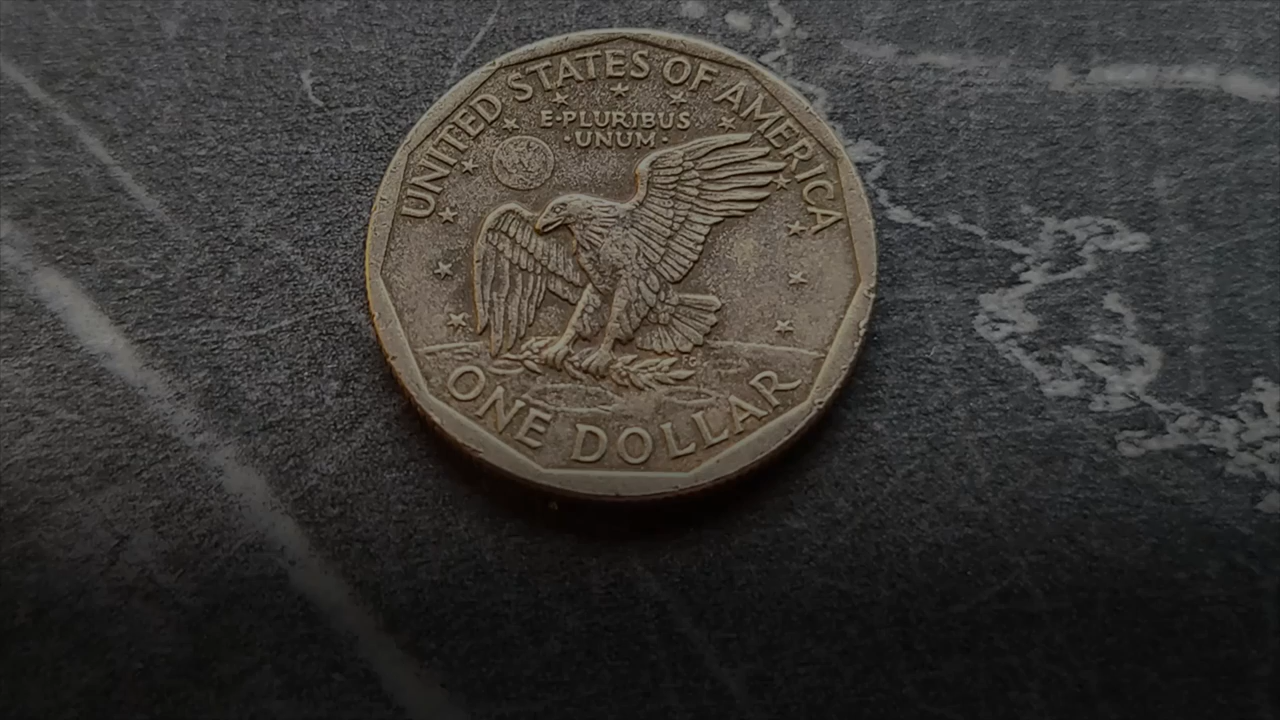 UNITED STATES OF AMERICA
E·PLURIBUS
·UNUM·
ONE DOLLAR